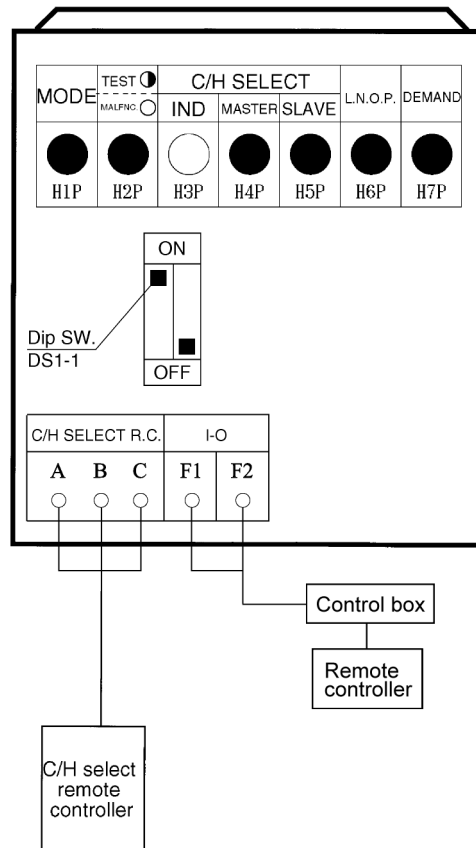 MODE TEST C/H SELECT L.N.O.P. DEMAND
MALFNC. IND MASTER SLAVE
H1P H2P H3P H4P H5P H6P H7P
ON
Dip SW.
DS1-1
OFF
C/H SELECT R.C. I-O
A B C F1 F2
Control box
Remote
controller
C/H select
remote
controller